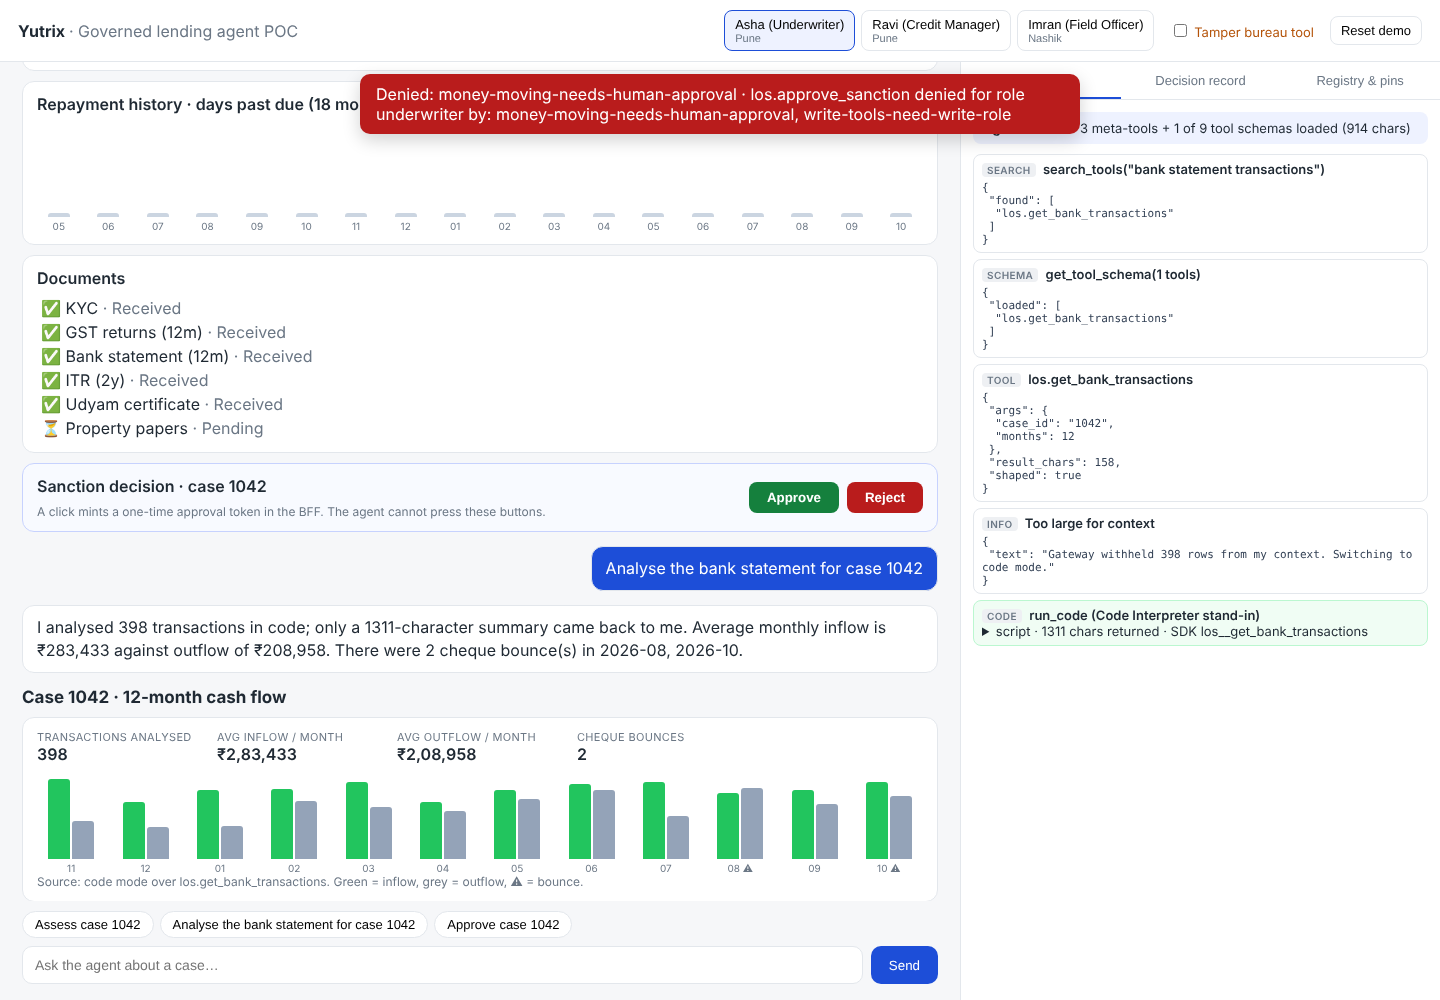 Yutrix · Governed lending agent POC
Asha (Underwriter)
Pune
Ravi (Credit Manager)
Pune
Imran (Field Officer)
Nashik
Tamper bureau tool
Reset demo
Denied: money-moving-needs-human-approval · los.approve_sanction denied for role
underwriter by: money-moving-needs-human-approval, write-tools-need-write-role
Repayment history · days past due (18 mo
05 06 07 08 09 10 11 12 01 02 03 04 05 06 07 08 09 10
Documents
✅ KYC · Received
✅ GST returns (12m) · Received
✅ Bank statement (12m) · Received
✅ ITR (2y) · Received
✅ Udyam certificate · Received
⏳ Property papers · Pending
Sanction decision · case 1042
A click mints a one-time approval token in the BFF. The agent cannot press these buttons.
Approve
Reject
Analyse the bank statement for case 1042
I analysed 398 transactions in code; only a 1311-character summary came back to me. Average monthly inflow is
₹283,433 against outflow of ₹208,958. There were 2 cheque bounce(s) in 2026-08, 2026-10.
Case 1042 · 12-month cash flow
TRANSACTIONS ANALYSED
398
AVG INFLOW / MONTH
₹2,83,433
AVG OUTFLOW / MONTH
₹2,08,958
CHEQUE BOUNCES
2
11 12 01 02 03 04 05 06 07 08 ⚠ 09 10 ⚠
Source: code mode over los.get_bank_transactions. Green = inflow, grey = outflow, ⚠ = bounce.
Assess case 1042
Analyse the bank statement for case 1042
Approve case 1042
Ask the agent about a case…
Send
Decision record
Registry & pins
3 meta-tools + 1 of 9 tool schemas loaded (914 chars)
SEARCH search_tools("bank statement transactions")
{
"found": [
"los.get_bank_transactions"
]
}
SCHEMA get_tool_schema(1 tools)
{
"loaded": [
"los.get_bank_transactions"
]
}
TOOL los.get_bank_transactions
{
"args": {
"case_id": "1042",
"months": 12
},
"result_chars": 158,
"shaped": true
}
INFO Too large for context
{
"text": "Gateway withheld 398 rows from my context. Switching to
code mode."
}
CODE run_code (Code Interpreter stand-in)
▶ script · 1311 chars returned · SDK los__get_bank_transactions